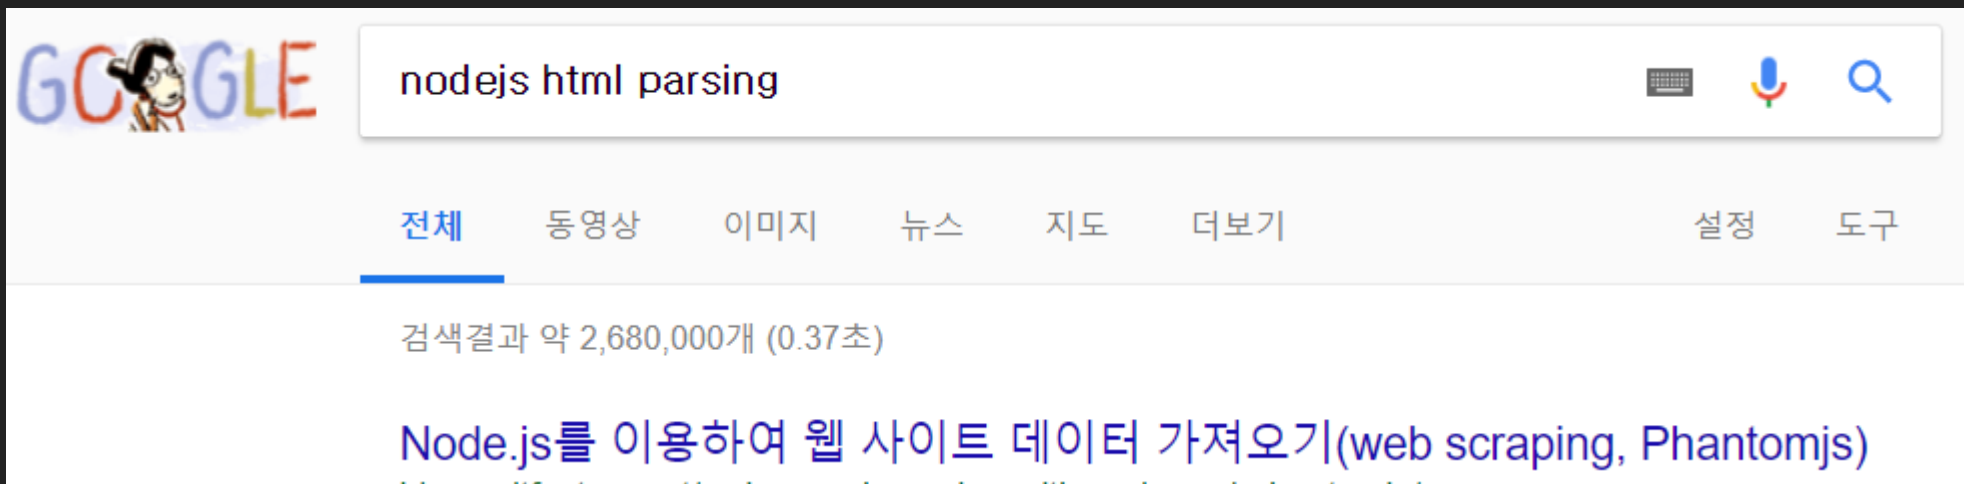 GOOGLE
nodejs html parsing
전체 동영상 이미지 뉴스 지도 더보기 설정 도구
검색결과 약 2,680,000개 (0.37초)
Node.js를 이용하여 웹 사이트 데이터 가져오기(web scraping, Phantomjs)